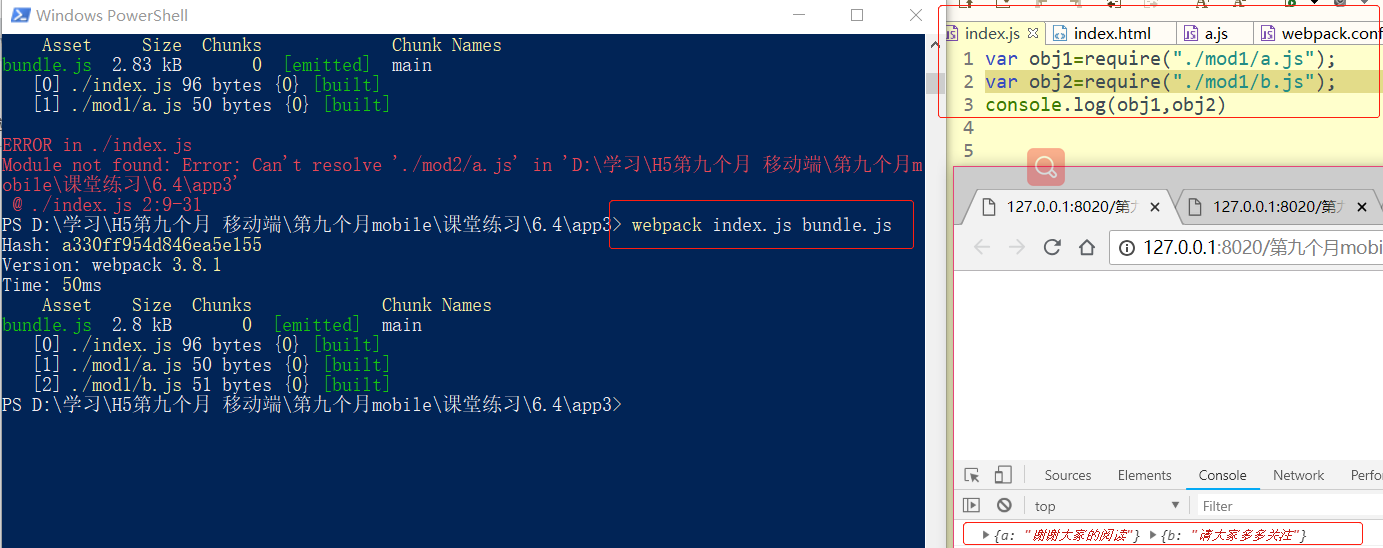 Windows PowerShell
Asset Size Chunks Chunk Names
bundle.js 2.83 kB 0 [emitted] main
[0] ./index.js 96 bytes {0} [built]
[1] ./mod1/a.js 50 bytes {0} [built]
ERROR in ./index.js
Module not found: Error: Can't resolve './mod2/a.js' in 'D:\学习\H5第九个月 移动端\第九个月m
obile\课堂练习\6.4\app3'
@ ./index.js 2:9-31
PS D:\学习\H5第九个月 移动端\第九个月mobile\课堂练习\6.4\app3> webpack index.js bundle.js
Hash: a330ff954d846ea5e155
Version: webpack 3.8.1
Time: 50ms
Asset Size Chunks Chunk Names
bundle.js 2.8 kB 0 [emitted] main
[0] ./index.js 96 bytes {0} [built]
[1] ./mod1/a.js 50 bytes {0} [built]
[2] ./mod1/b.js 51 bytes {0} [built]
PS D:\学习\H5第九个月 移动端\第九个月mobile\课堂练习\6.4\app3>
index.js index.html a.js webpack.conf
1 var obj1=require("./mod1/a.js");
2 var obj2=require("./mod1/b.js");
3 console.log(obj1,obj2)
4
5
127.0.0.1:8020/第九 127.0.0.1:8020/第九
127.0.0.1:8020/第九个月mobi
Sources Elements Console Network Perfo
top Filter
{a: "谢谢大家的阅读"} {b: "请大家多多关注"}